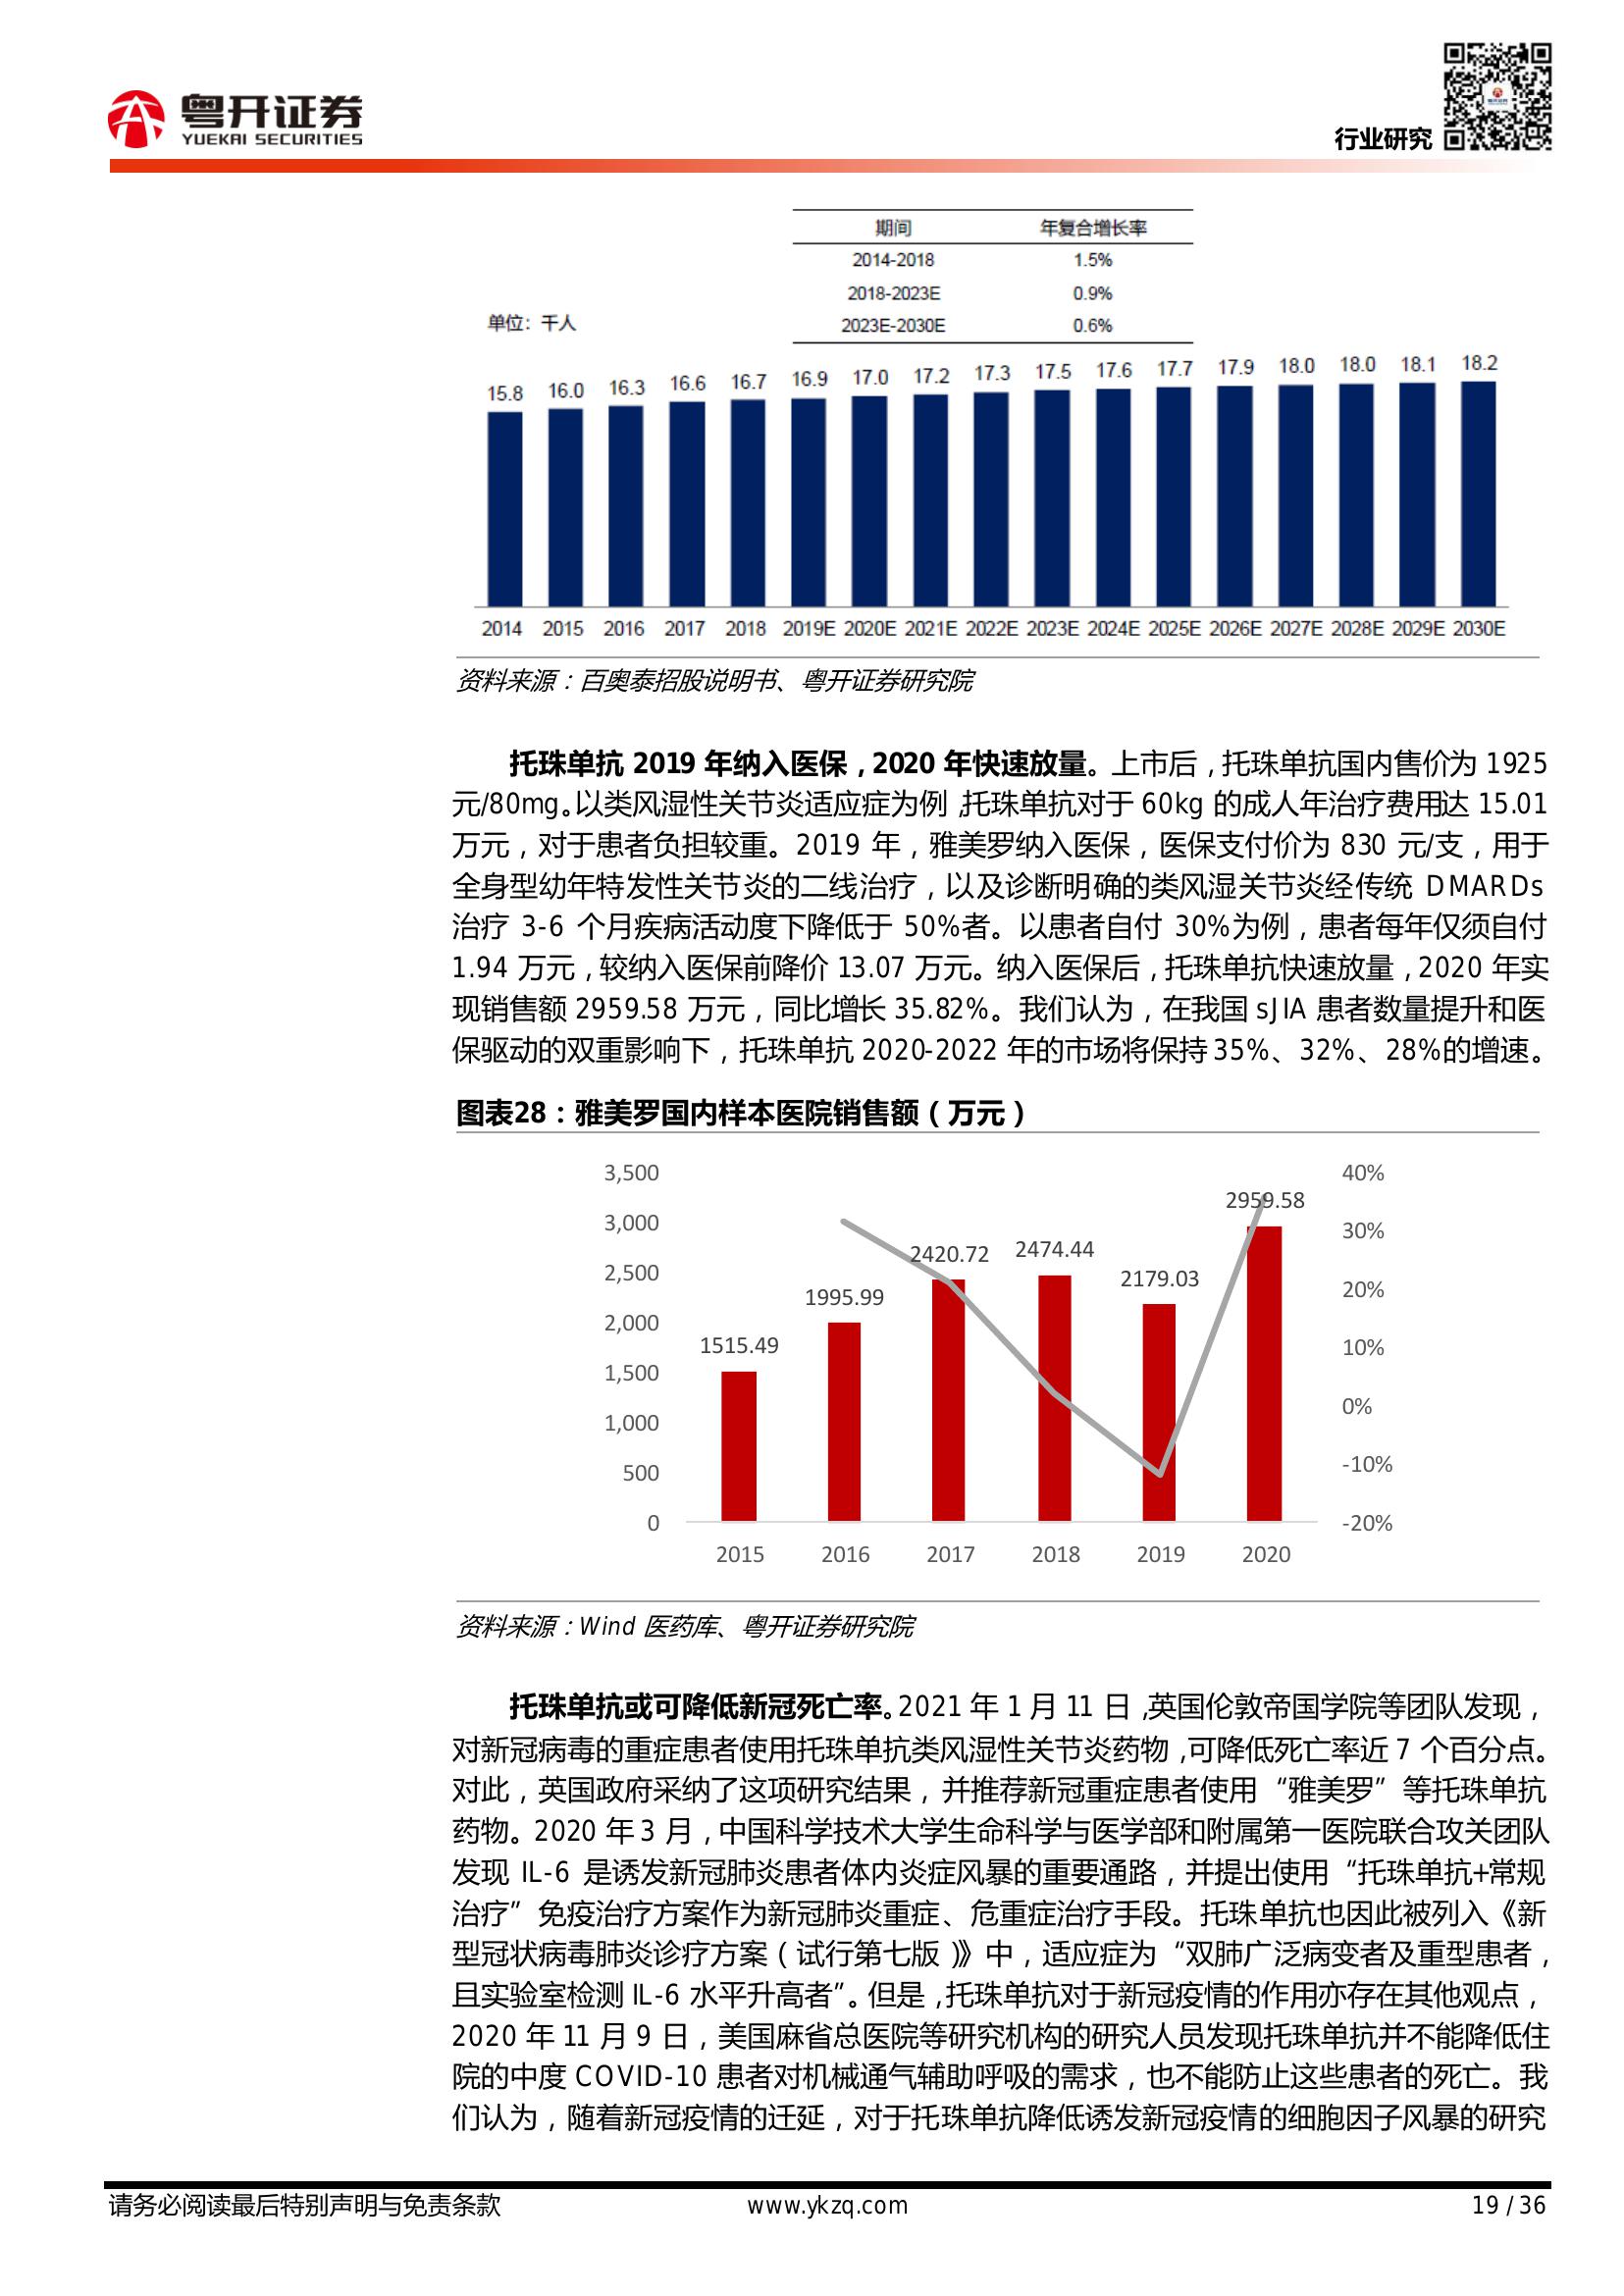 粤开证券
YUEKAI SECURITIES
行业研究
期间 年复合增长率
2014-2018 1.5%
2018-2023E 0.9%
2023E-2030E 0.6%
单位：千人
15.8 16.0 16.3 16.6 16.7 16.9 17.0 17.2 17.3 17.5 17.6 17.7 17.9 18.0 18.0 18.1 18.2
2014 2015 2016 2017 2018 2019E 2020E 2021E 2022E 2023E 2024E 2025E 2026E 2027E 2028E 2029E 2030E
资料来源：百奥泰招股说明书、粤开证券研究院
托珠单抗 2019 年纳入医保，2020 年快速放量。上市后，托珠单抗国内售价为 1925
元/80mg。以类风湿性关节炎适应症为例，托珠单抗对于 60kg 的成人年治疗费用达 15.01
万元，对于患者负担较重。2019 年，雅美罗纳入医保，医保支付价为 830 元/支，用于
全身型幼年特发性关节炎的二线治疗，以及诊断明确的类风湿关节炎经传统 DMARDs
治疗 3-6 个月疾病活动度下降低于 50%者。以患者自付 30%为例，患者每年仅须自付
1.94 万元，较纳入医保前降价 13.07 万元。纳入医保后，托珠单抗快速放量，2020 年实
现销售额 2959.58 万元，同比增长 35.82%。我们认为，在我国 sJIA 患者数量提升和医
保驱动的双重影响下，托珠单抗 2020-2022 年的市场将保持 35%、32%、28%的增速。
图表28：雅美罗国内样本医院销售额（万元）
3,500 40%
3,000 30%
2,500 20%
2,000 10%
1,500 0%
1,000 -10%
500 -20%
0
1515.49 1995.99 2420.72 2474.44 2179.03 2959.58
2015 2016 2017 2018 2019 2020
资料来源：Wind 医药库、粤开证券研究院
托珠单抗或可降低新冠死亡率。2021 年 1 月 11 日，英国伦敦帝国学院等团队发现，
对新冠病毒的重症患者使用托珠单抗类风湿性关节炎药物，可降低死亡率近 7 个百分点。
对此，英国政府采纳了这项研究结果，并推荐新冠重症患者使用“雅美罗”等托珠单抗
药物。2020 年 3 月，中国科学技术大学生命科学与医学部和附属第一医院联合攻关团队
发现 IL-6 是诱发新冠肺炎患者体内炎症风暴的重要通路，并提出使用“托珠单抗+常规
治疗”免疫治疗方案作为新冠肺炎重症、危重症治疗手段。托珠单抗也因此被列入《新
型冠状病毒肺炎诊疗方案（试行第七版）》中，适应症为“双肺广泛病变者及重型患者，
且实验室检测 IL-6 水平升高者”。但是，托珠单抗对于新冠疫情的作用亦存在其他观点，
2020 年 11 月 9 日，美国麻省总医院等研究机构的研究人员发现托珠单抗并不能降低住
院的中度 COVID-10 患者对机械通气辅助呼吸的需求，也不能防止这些患者的死亡。我
们认为，随着新冠疫情的迁延，对于托珠单抗降低诱发新冠疫情的细胞因子风暴的研究
请务必阅读最后特别声明与免责条款 www.ykzq.com 19 / 36